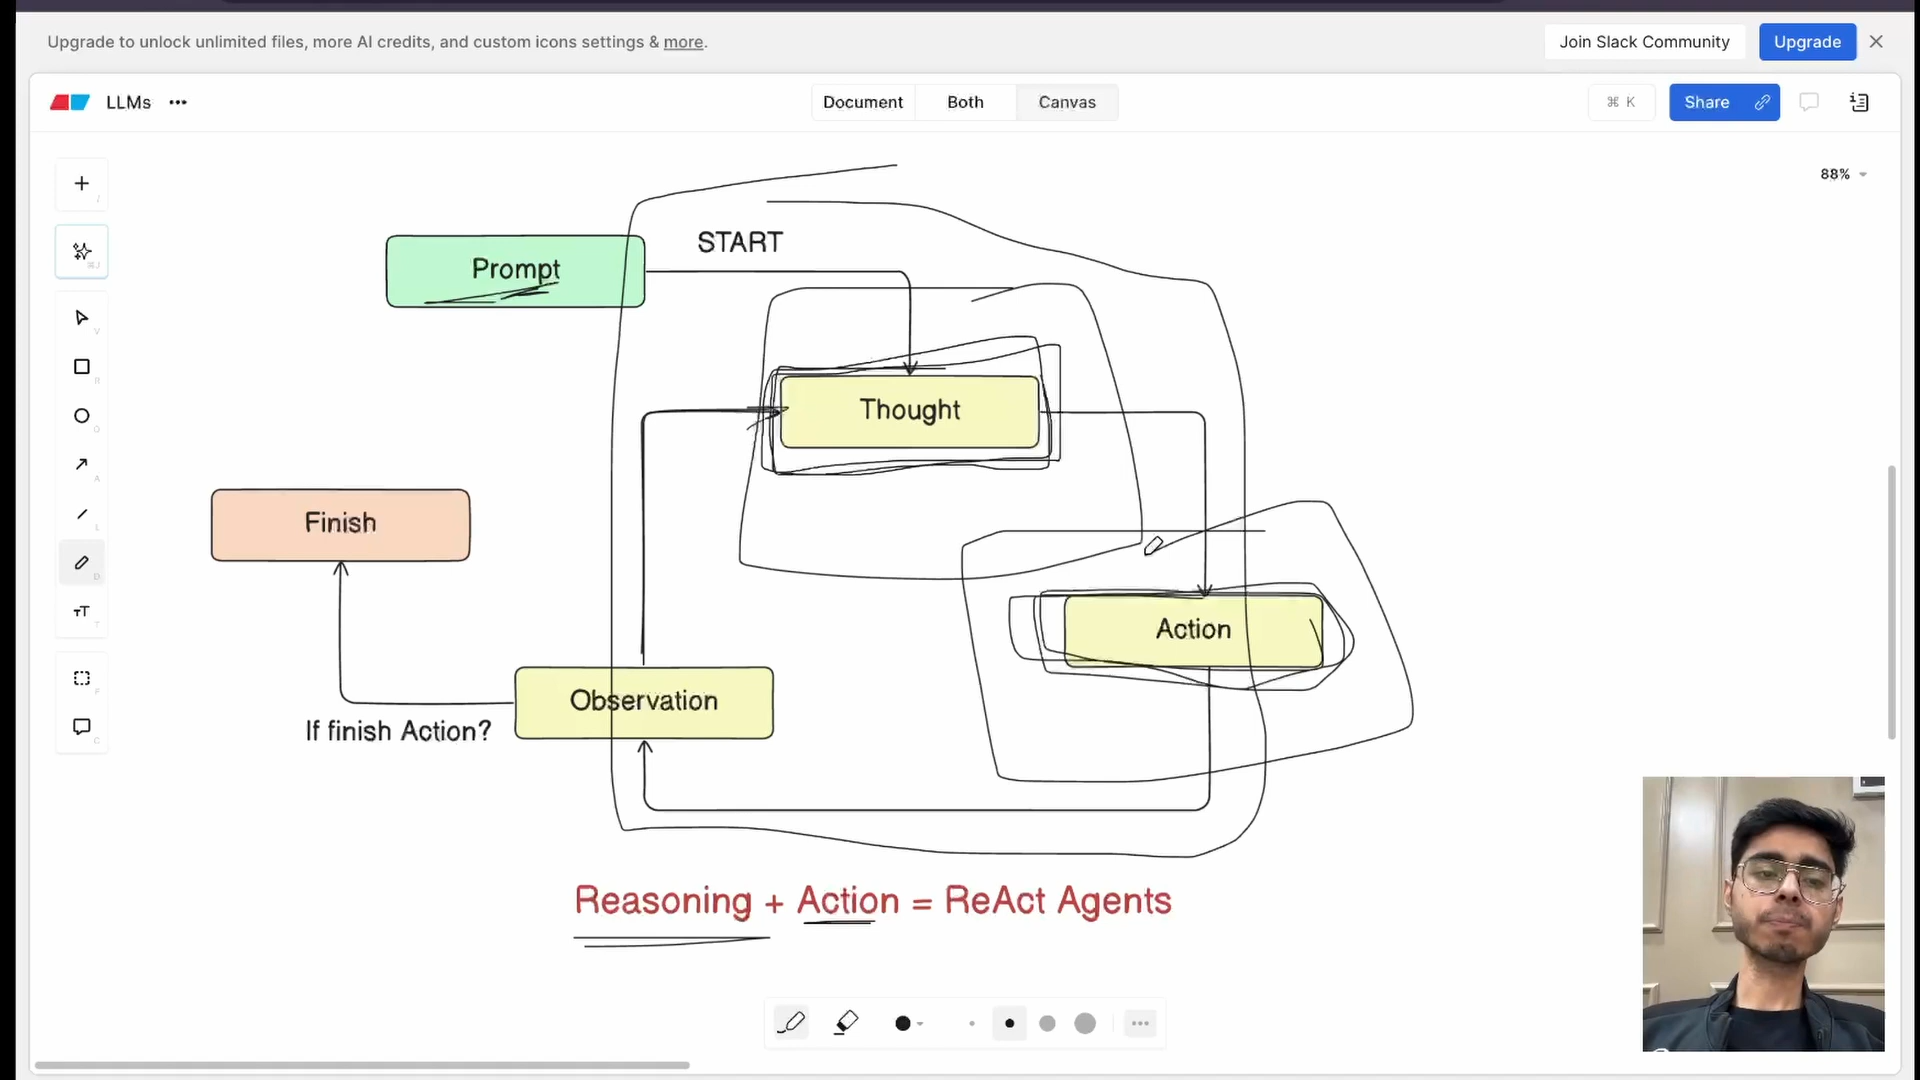 Upgrade to unlock unlimited files, more AI credits, and custom icons settings & more.
Join Slack Community
Upgrade
LLMs
Document
Both
Canvas
⌘ K
Share
88%
START
Prompt
Thought
Finish
Action
Observation
If finish Action?
Reasoning + Action = ReAct Agents